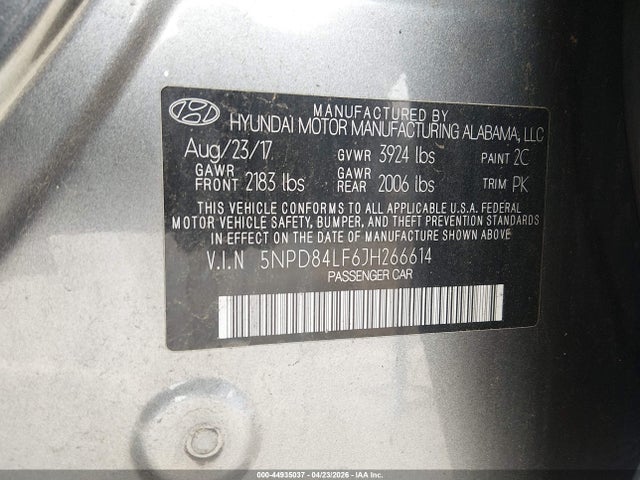 MANUFACTURED BY
HYUNDAI MOTOR MANUFACTURING ALABAMA, LLC
Aug/23/17 GVWR 3924 lbs PAINT 2C
GAWR FRONT 2183 lbs GAWR REAR 2006 lbs TRIM PK
THIS VEHICLE CONFORMS TO ALL APPLICABLE U.S.A. FEDERAL
MOTOR VEHICLE SAFETY, BUMPER, AND THEFT PREVENTION STANDARDS
IN EFFECT ON THE DATE OF MANUFACTURE SHOWN ABOVE.
V.I.N 5NPD84LF6JH266614
PASSENGER CAR
000-44935037 - 04/23/2026 - IAA Inc.